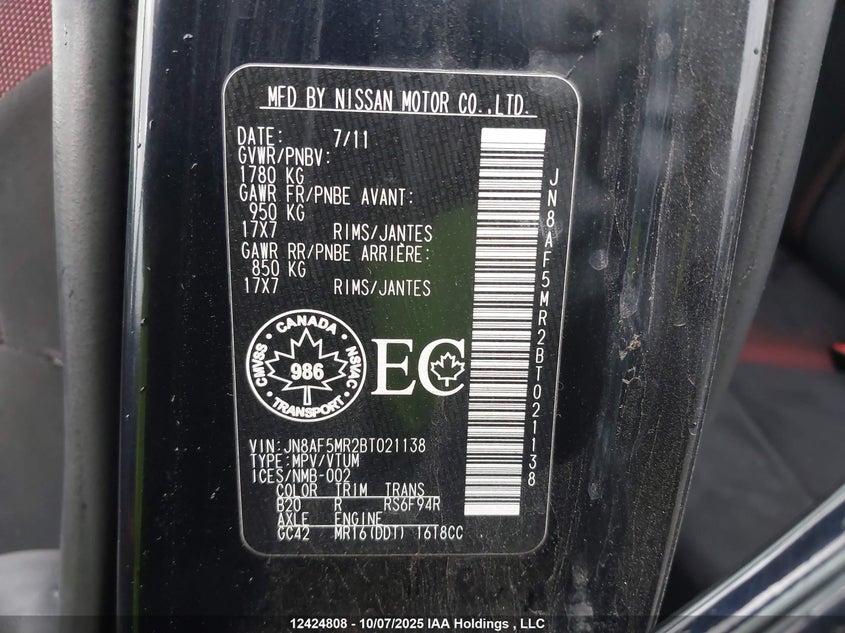 MFD BY NISSAN MOTOR CO.,LTD.
DATE: 7/11
GVWR/PNBV:
1780 KG
GAWR FR/PNBE AVANT:
950 KG
17X7 RIMS/JANTES
GAWR RR/PNBE ARRIÈRE:
850 KG
17X7 RIMS/JANTES
CANADA
CMVSS 986 NSVAC
TRANSPORT
EC
VIN:JN8AF5MR2BT021138
TYPE:MPV/VTUM
ICES/NMB-002
COLOR TRIM TRANS
B20 R RS6F94R
AXLE ENGINE
GC42 MR16(DDT) 16T8CC
JN8AF5MR2BT021138
12424808 - 10/07/2025 IAA Holdings , LLC